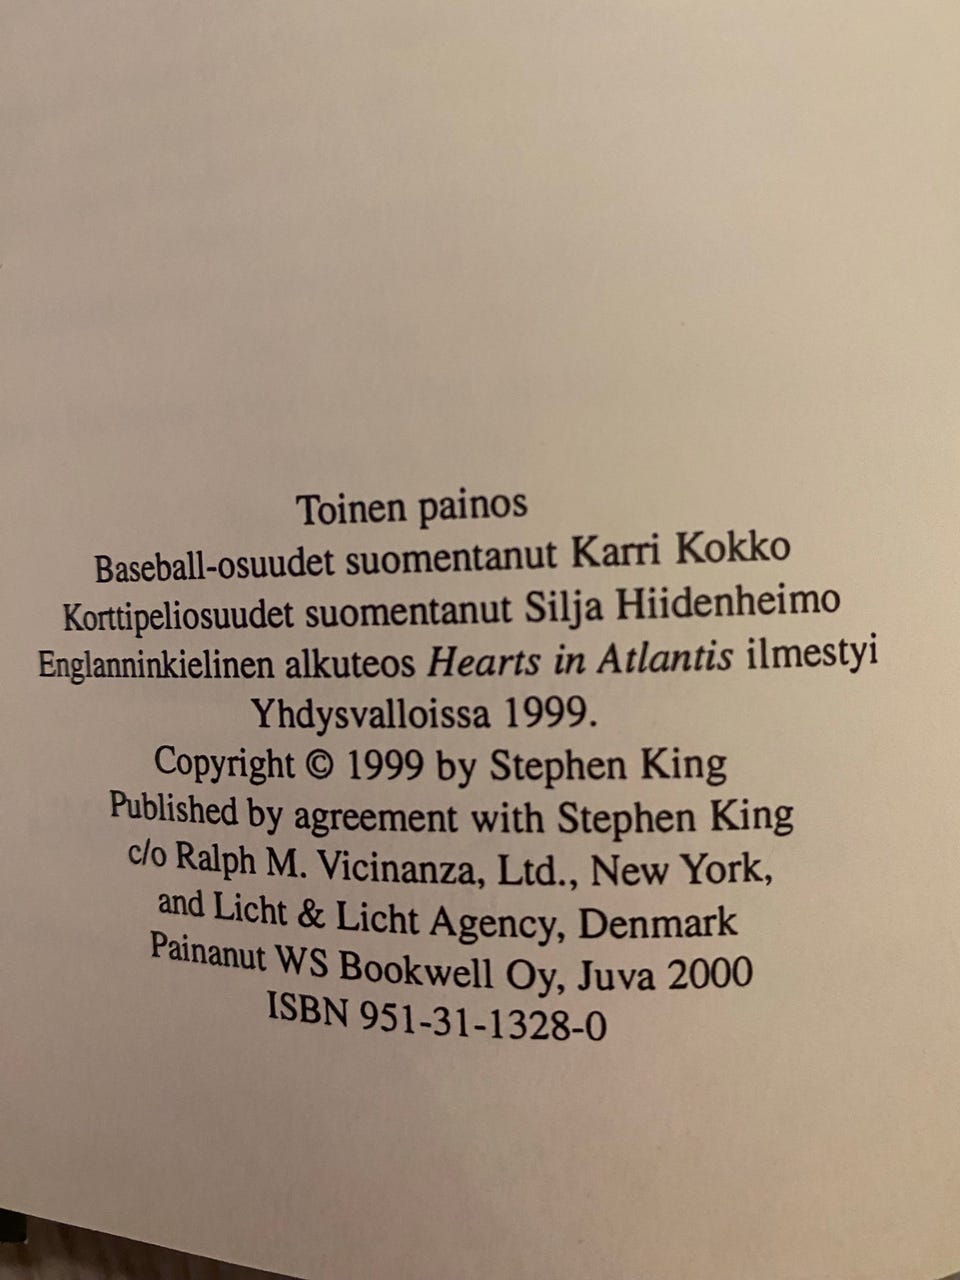 Toinen painos
Baseball-osuudet suomentanut Karri Kokko
Korttipeliosuudet suomentanut Silja Hiidenheimo
Englanninkielinen alkuteos Hearts in Atlantis ilmestyi
Yhdysvalloissa 1999.
Copyright © 1999 by Stephen King
Published by agreement with Stephen King
c/o Ralph M. Vicinanza, Ltd., New York,
and Licht & Licht Agency, Denmark
Painanut WS Bookwell Oy, Juva 2000
ISBN 951-31-1328-0